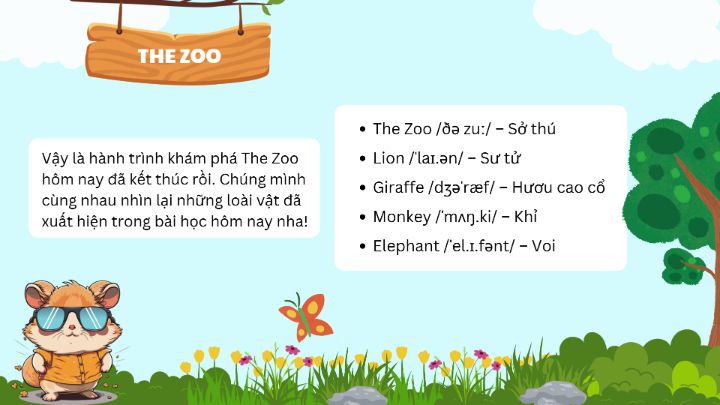 THE ZOO
Vậy là hành trình khám phá The Zoo
hôm nay đã kết thúc rồi. Chúng mình
cùng nhau nhìn lại những loài vật đã
xuất hiện trong bài học hôm nay nha!
• The Zoo /ðə zuː/ – Sở thú
• Lion /ˈlaɪ.ən/ – Sư tử
• Giraffe /dʒəˈræf/ – Hươu cao cổ
• Monkey /ˈmʌŋ.ki/ – Khỉ
• Elephant /ˈel.ɪ.fənt/ – Voi